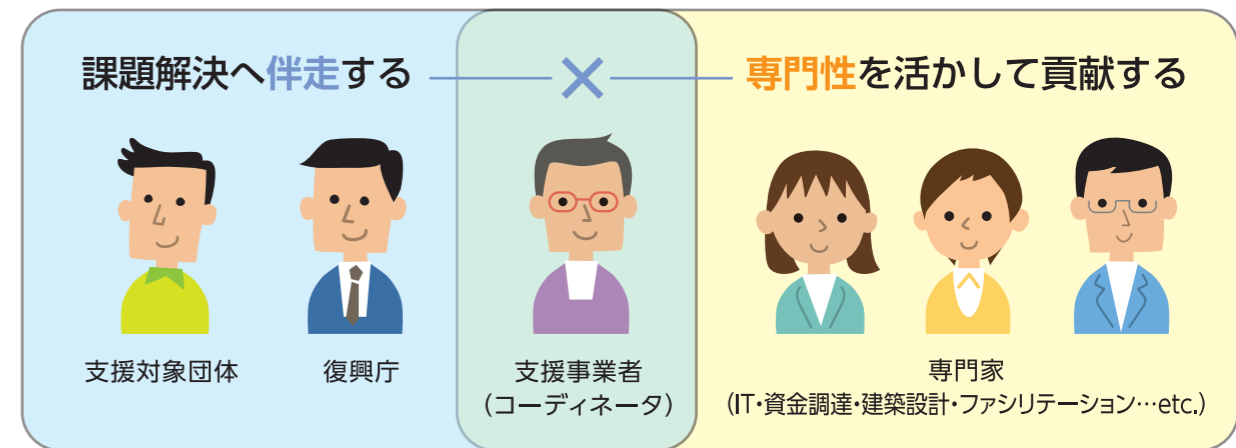 課題解決へ伴走する
×
専門性を活かして貢献する
支援対象団体
復興庁
支援事業者
(コーディネータ)
専門家
(IT・資金調達・建築設計・ファシリテーション…etc.)